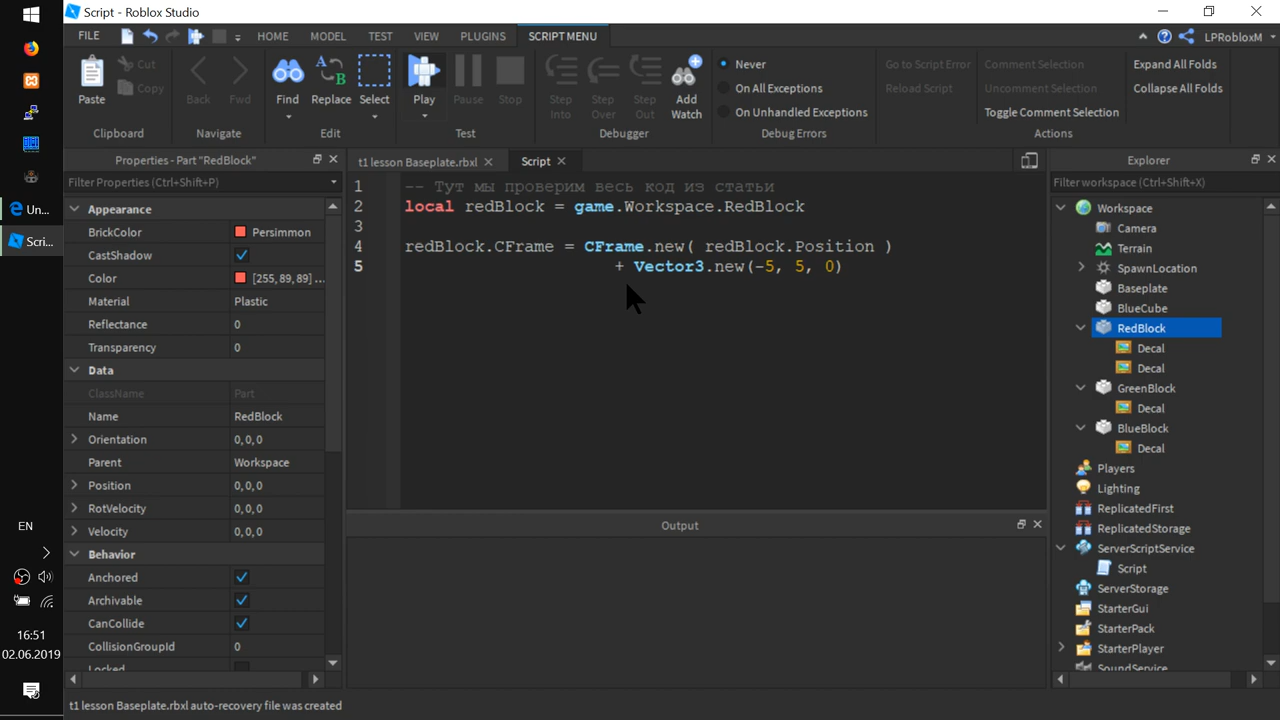 Script - Roblox Studio
FILE HOME MODEL TEST VIEW PLUGINS SCRIPT MENU LPRobloxM
Paste Cut Copy
Clipboard
Back Fwd
Navigate
Find Replace Select
Edit
Play Pause Stop
Test
Step Into Step Over Step Out Add Watch
Debugger
Never
On All Exceptions
On Unhandled Exceptions
Debug Errors
Go to Script Error
Reload Script
Comment Selection
Uncomment Selection
Toggle Comment Selection
Actions
Expand All Folds
Collapse All Folds
Un...
Scri...
EN
16:51
02.06.2019
Properties - Part "RedBlock"
Filter Properties (Ctrl+Shift+P)
Appearance
BrickColor Persimmon
CastShadow
Color [255, 89, 89] ...
Material Plastic
Reflectance 0
Transparency 0
Data
ClassName Part
Name RedBlock
Orientation 0, 0, 0
Parent Workspace
Position 0, 0, 0
RotVelocity 0, 0, 0
Velocity 0, 0, 0
Behavior
Anchored
Archivable
CanCollide
CollisionGroupId 0
Locked
t1 lesson Baseplate.rbxl Script
1 -- Тут мы проверим весь код из статьи
2 local redBlock = game.Workspace.RedBlock
3
4 redBlock.CFrame = CFrame.new( redBlock.Position )
5 + Vector3.new(-5, 5, 0)
Output
Explorer
Filter workspace (Ctrl+Shift+X)
Workspace
Camera
Terrain
SpawnLocation
Baseplate
BlueCube
RedBlock
Decal
Decal
GreenBlock
Decal
BlueBlock
Decal
Players
Lighting
ReplicatedFirst
ReplicatedStorage
ServerScriptService
Script
ServerStorage
StarterGui
StarterPack
StarterPlayer
SoundService
t1 lesson Baseplate.rbxl auto-recovery file was created